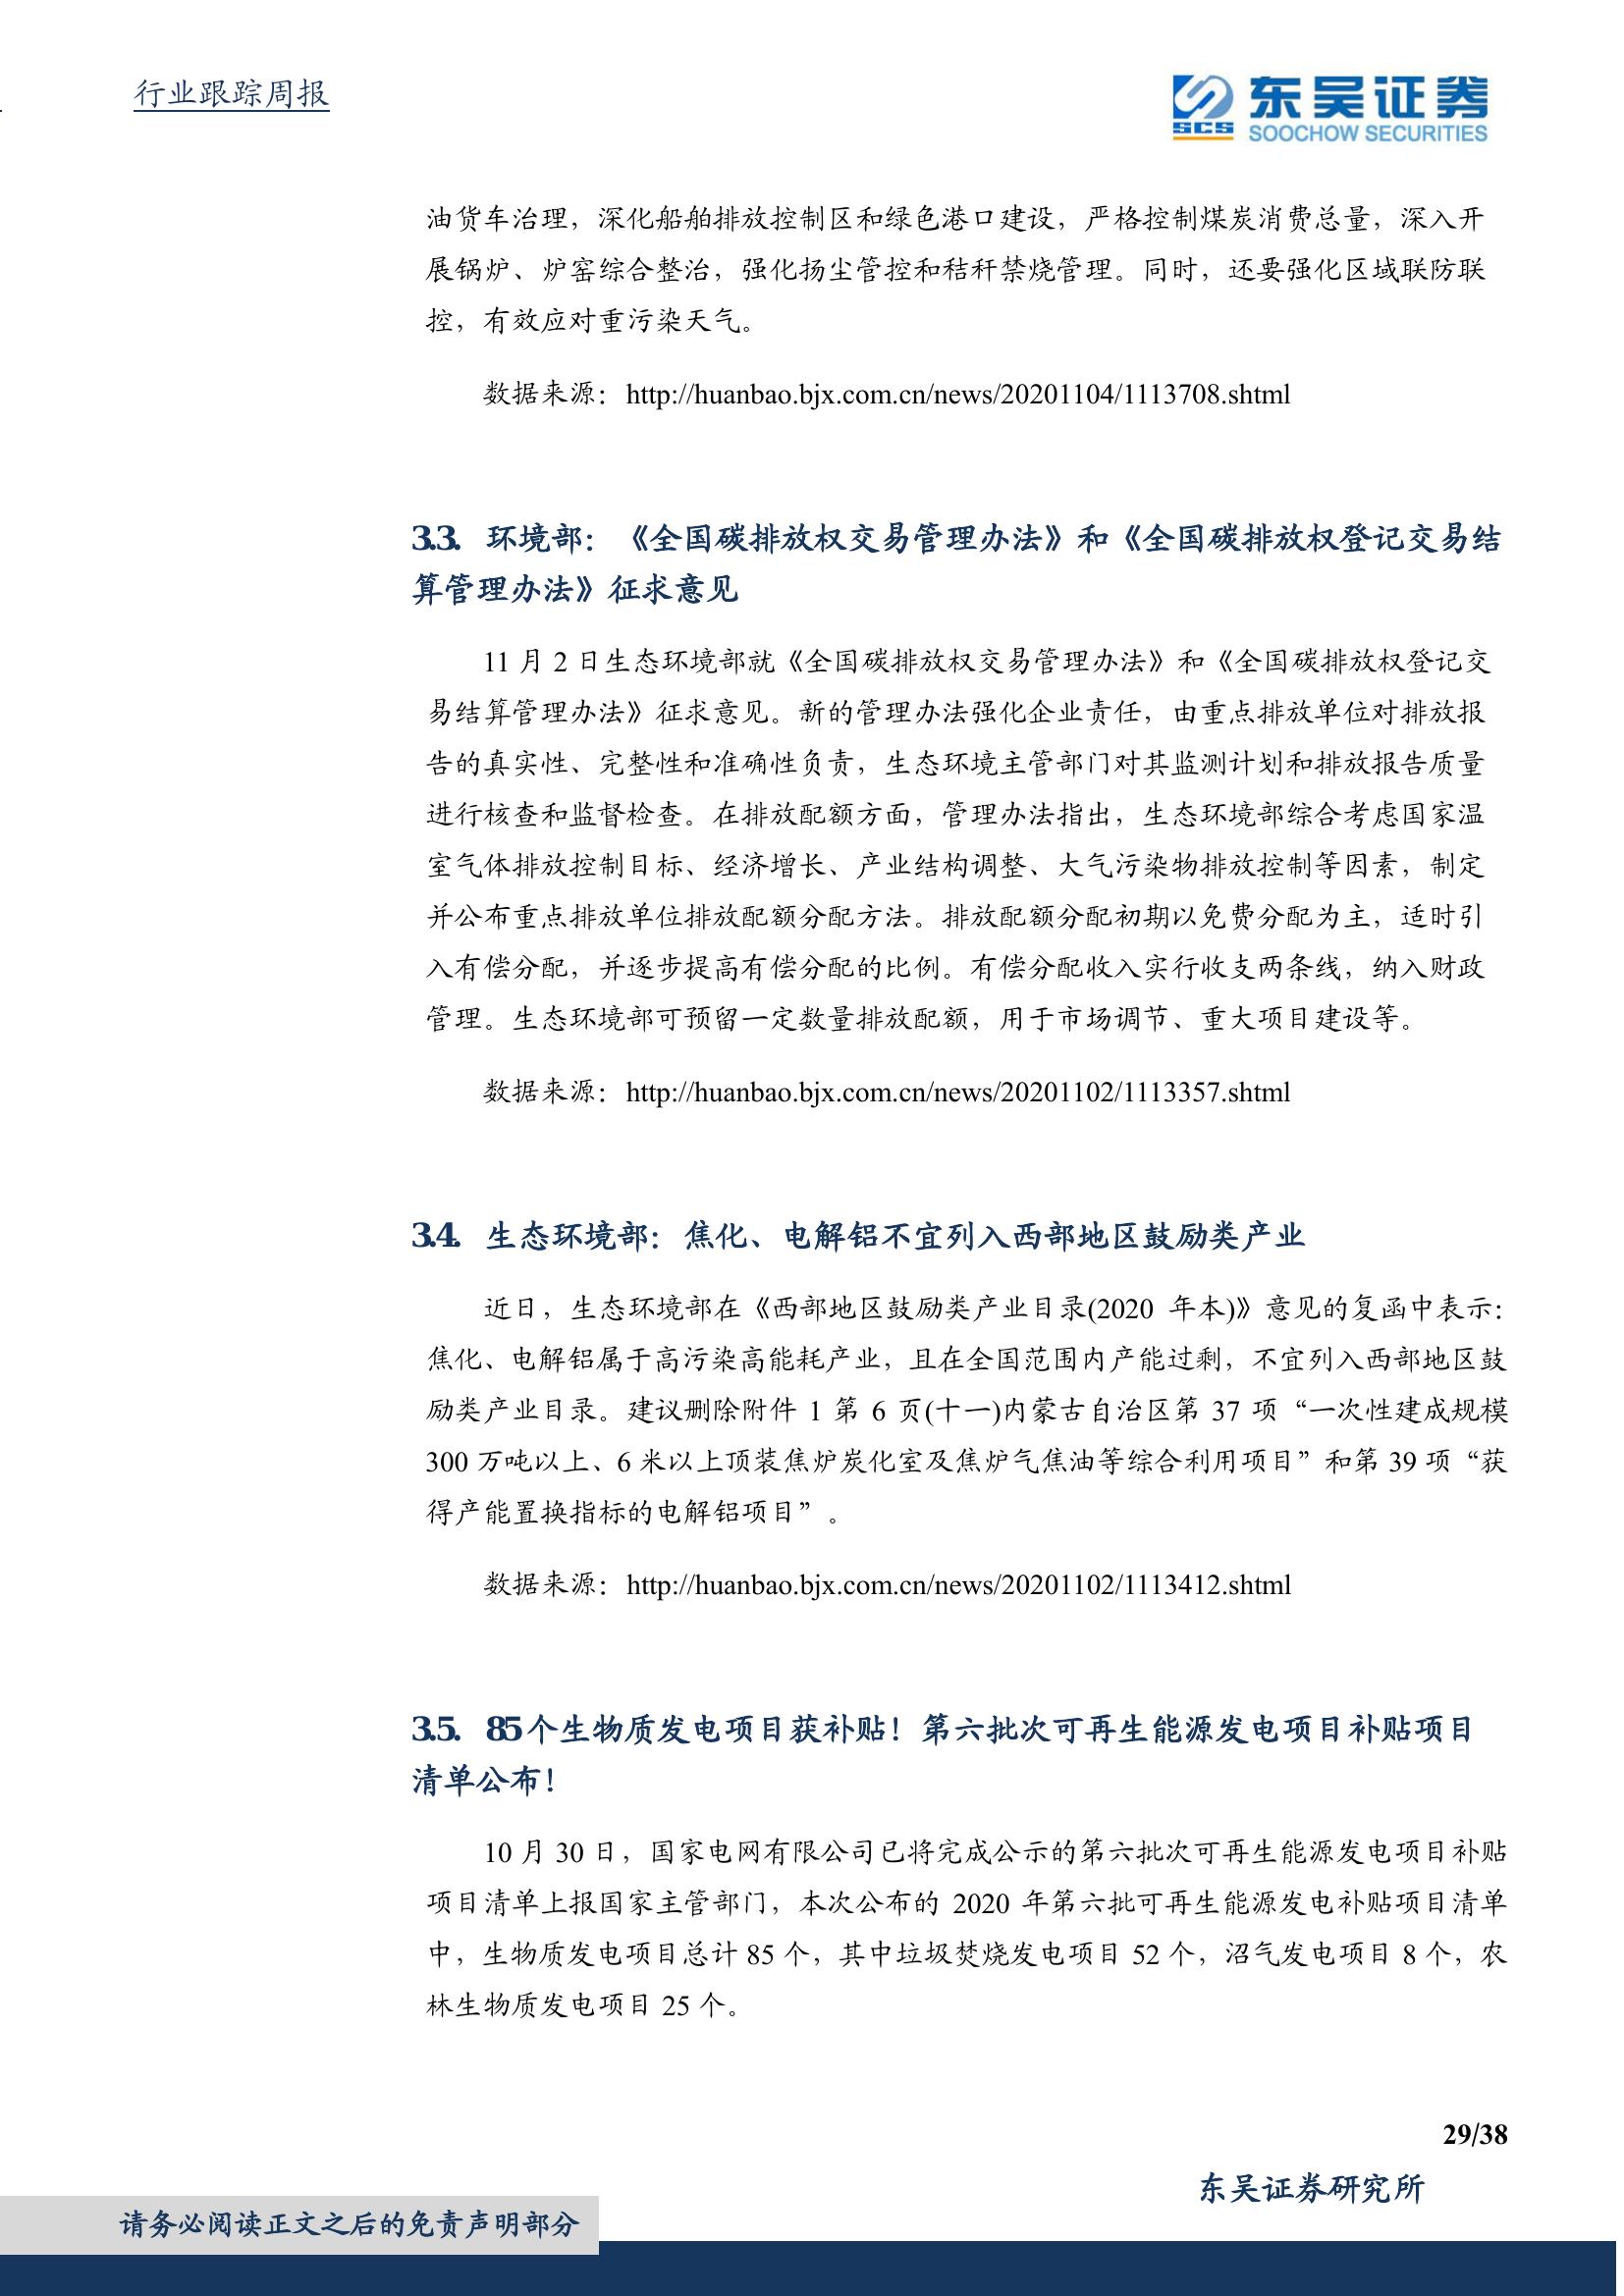 行业跟踪周报
东吴证券
SCS
SOOCHOW SECURITIES
油货车治理，深化船舶排放控制区和绿色港口建设，严格控制煤炭消费总量，深入开
展锅炉、炉窑综合整治，强化扬尘管控和秸秆禁烧管理。同时，还要强化区域联防联
控，有效应对重污染天气。
数据来源：http://huanbao.bjx.com.cn/news/20201104/1113708.shtml
3.3. 环境部：《全国碳排放权交易管理办法》和《全国碳排放权登记交易结
算管理办法》征求意见
11 月 2 日生态环境部就《全国碳排放权交易管理办法》和《全国碳排放权登记交
易结算管理办法》征求意见。新的管理办法强化企业责任，由重点排放单位对排放报
告的真实性、完整性和准确性负责，生态环境主管部门对其监测计划和排放报告质量
进行核查和监督检查。在排放配额方面，管理办法指出，生态环境部综合考虑国家温
室气体排放控制目标、经济增长、产业结构调整、大气污染物排放控制等因素，制定
并公布重点排放单位排放配额分配方法。排放配额分配初期以免费分配为主，适时引
入有偿分配，并逐步提高有偿分配的比例。有偿分配收入实行收支两条线，纳入财政
管理。生态环境部可预留一定数量排放配额，用于市场调节、重大项目建设等。
数据来源：http://huanbao.bjx.com.cn/news/20201102/1113357.shtml
3.4. 生态环境部：焦化、电解铝不宜列入西部地区鼓励类产业
近日，生态环境部在《西部地区鼓励类产业目录(2020 年本)》意见的复函中表示：
焦化、电解铝属于高污染高能耗产业，且在全国范围内产能过剩，不宜列入西部地区鼓
励类产业目录。建议删除附件 1 第 6 页(十一)内蒙古自治区第 37 项“一次性建成规模
300 万吨以上、6 米以上顶装焦炉炭化室及焦炉气焦油等综合利用项目”和第 39 项“获
得产能置换指标的电解铝项目”。
数据来源：http://huanbao.bjx.com.cn/news/20201102/1113412.shtml
3.5. 85 个生物质发电项目获补贴！第六批次可再生能源发电项目补贴项目
清单公布！
10 月 30 日，国家电网有限公司已将完成公示的第六批次可再生能源发电项目补贴
项目清单上报国家主管部门，本次公布的 2020 年第六批可再生能源发电补贴项目清单
中，生物质发电项目总计 85 个，其中垃圾焚烧发电项目 52 个，沼气发电项目 8 个，农
林生物质发电项目 25 个。
29/38
东吴证券研究所
请务必阅读正文之后的免责声明部分